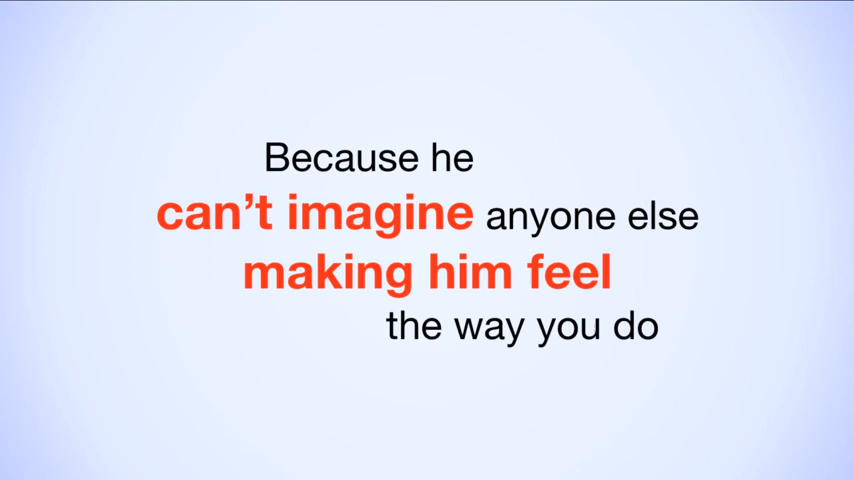 Because he
can’t imagine anyone else
making him feel
the way you do